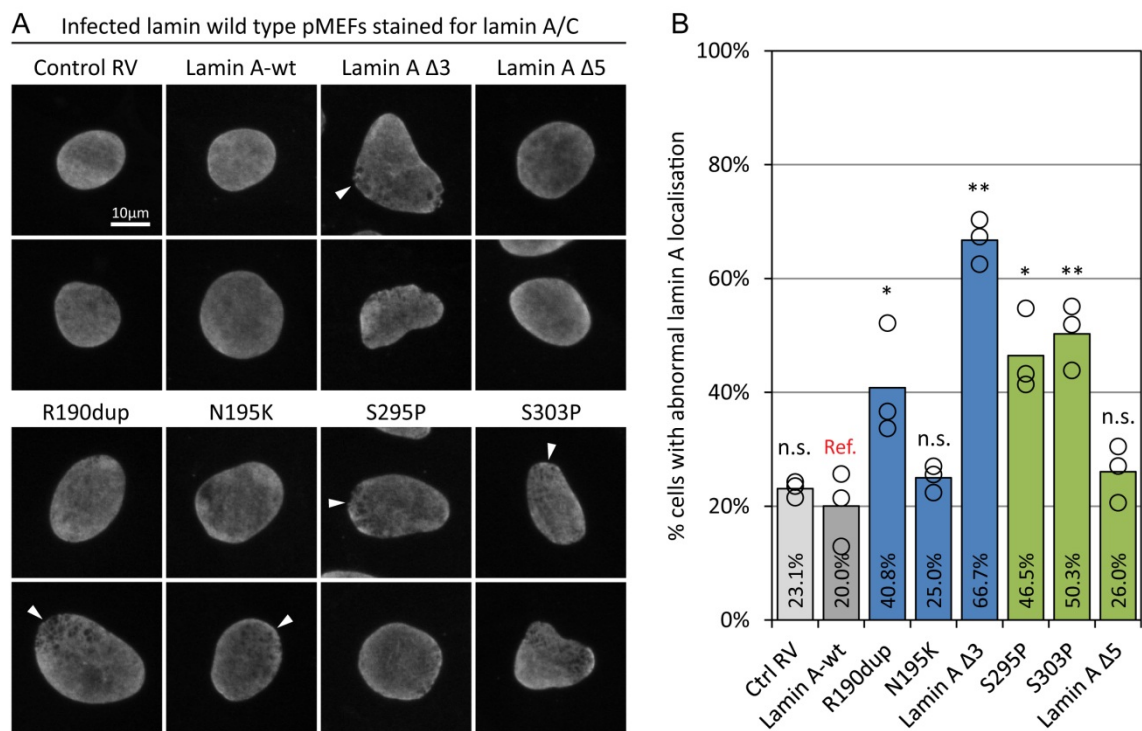 A Infected lamin wild type pMEFs stained for lamin A/C
Control RV Lamin A-wt Lamin A Δ3 Lamin A Δ5
10µm
R190dup N195K S295P S303P
B
% cells with abnormal lamin A localisation
100%
80%
60%
40%
20%
0%
n.s. Ref. * n.s. ** * ** n.s.
23.1% 20.0% 40.8% 25.0% 66.7% 46.5% 50.3% 26.0%
Ctrl RV
Lamin A-wt
R190dup
N195K
Lamin A Δ3
S295P
S303P
Lamin A Δ5